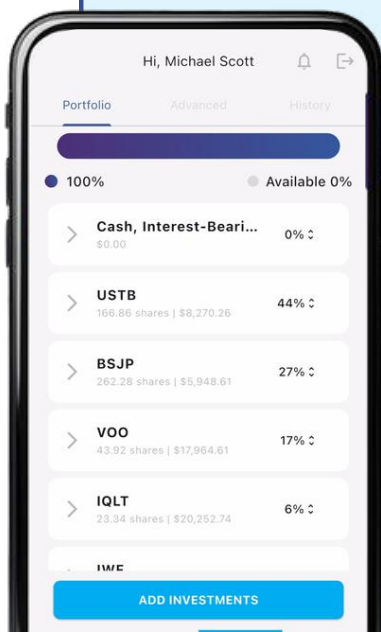 Hi, Michael Scott
Portfolio Advanced History
100% Available 0%
Cash, Interest-Beari... 0%
$0.00
USTB 44%
166.86 shares | $8,270.26
BSJP 27%
262.28 shares | $5,948.61
VOO 17%
43.92 shares | $17,964.61
IQLT 6%
23.34 shares | $20,252.74
IWF
ADD INVESTMENTS